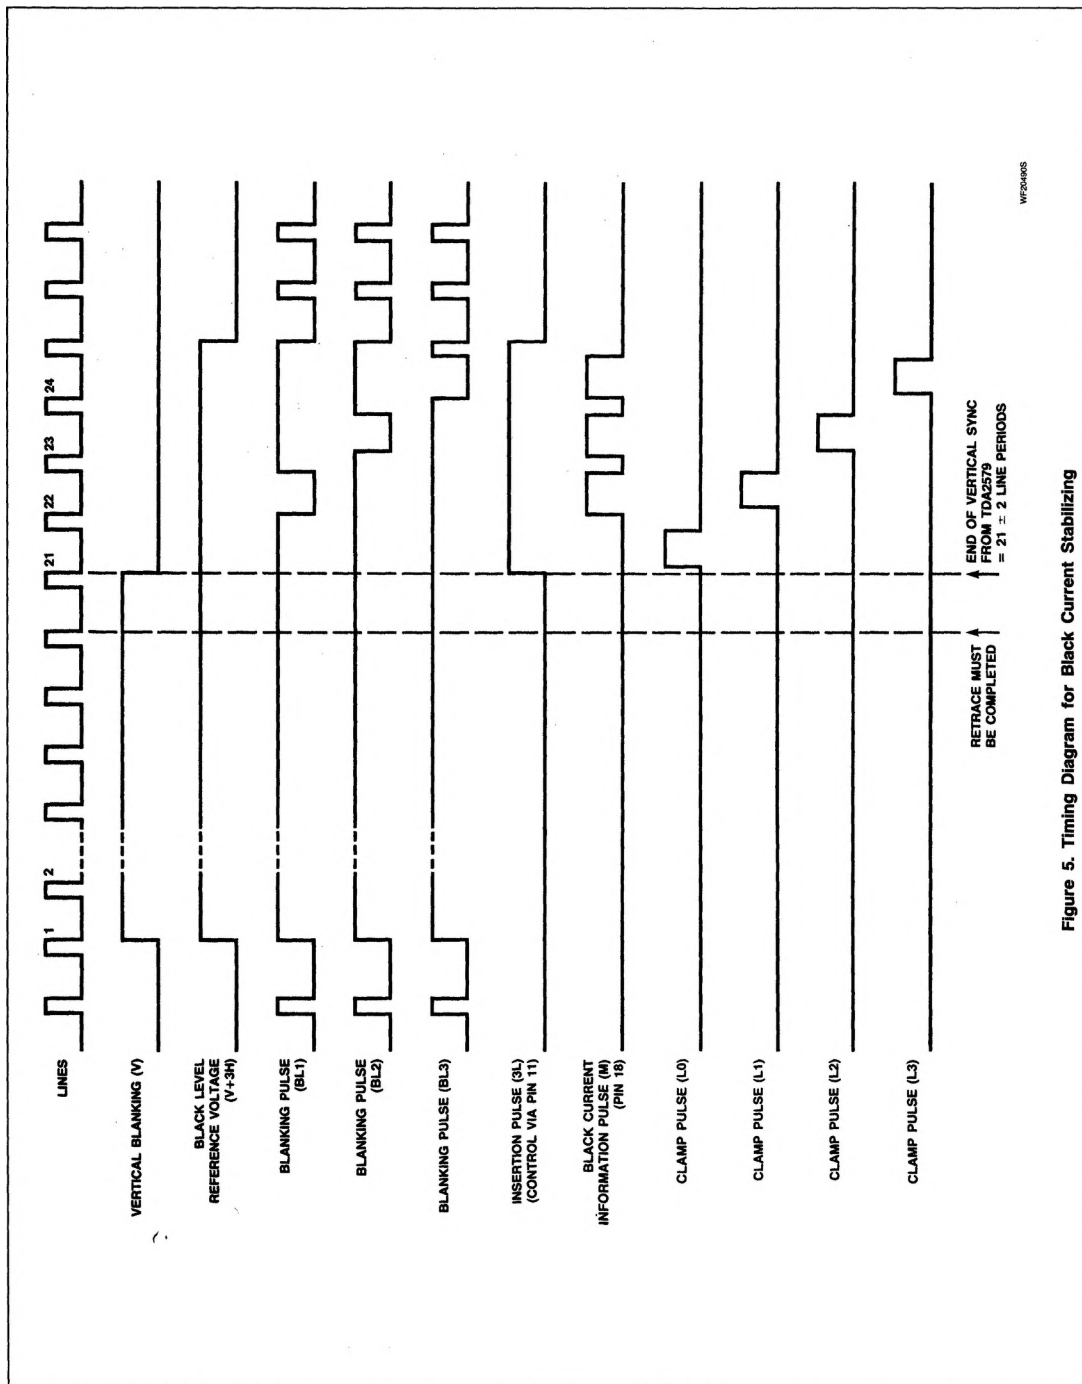 LINES
1
2
21
22
23
24
VERTICAL BLANKING (V)
BLACK LEVEL
REFERENCE VOLTAGE
(V+3H)
BLANKING PULSE
(BL1)
BLANKING PULSE
(BL2)
BLANKING PULSE (BL3)
INSERTION PULSE (3L)
(CONTROL VIA PIN 11)
BLACK CURRENT
INFORMATION PULSE (M)
(PIN 18)
CLAMP PULSE (L0)
CLAMP PULSE (L1)
CLAMP PULSE (L2)
CLAMP PULSE (L3)
RETRACE MUST
BE COMPLETED
END OF VERTICAL SYNC
FROM TDA2579
= 21 ± 2 LINE PERIODS
WF20490S
Figure 5. Timing Diagram for Black Current Stabilizing